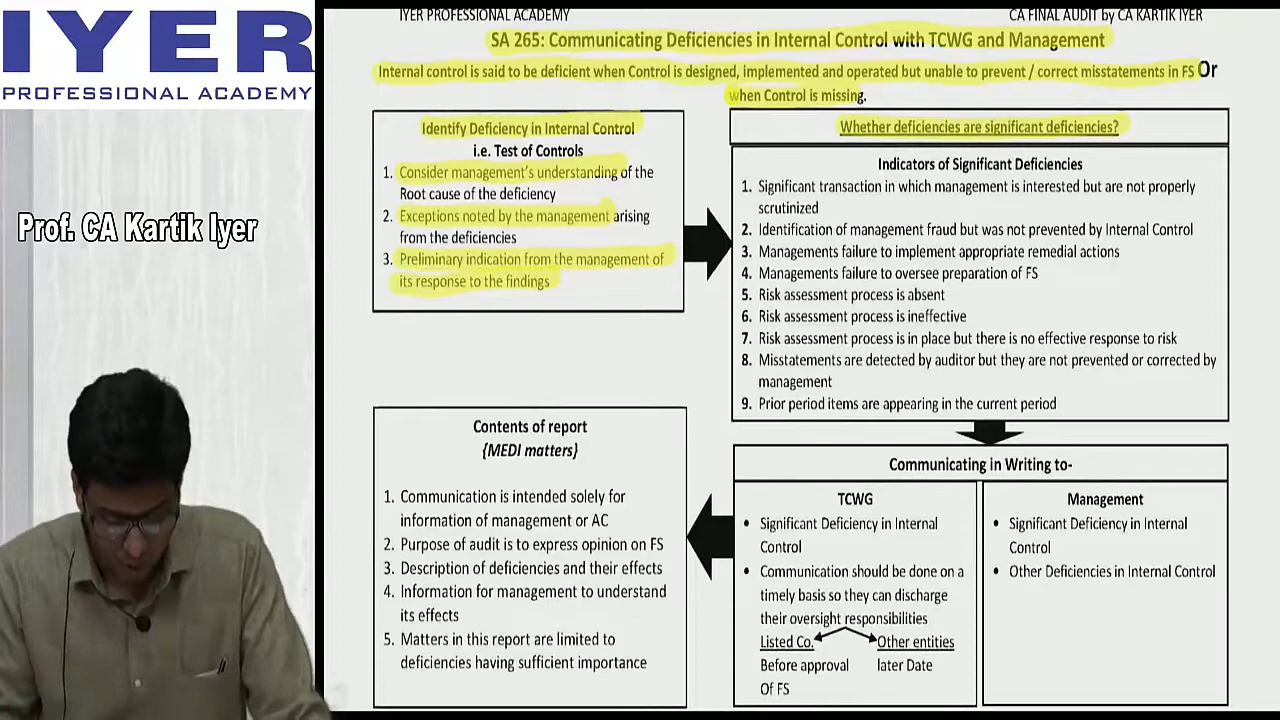 IYER
PROFESSIONAL ACADEMY
Prof. CA Kartik Iyer
IYER PROFESSIONAL ACADEMY
CA FINAL AUDIT by CA KARTIK IYER
SA 265: Communicating Deficiencies in Internal Control with TCWG and Management
Internal control is said to be deficient when Control is designed, implemented and operated but unable to prevent / correct misstatements in FS Or
when Control is missing.
Identify Deficiency in Internal Control
i.e. Test of Controls
1. Consider management's understanding of the
Root cause of the deficiency
2. Exceptions noted by the management arising
from the deficiencies
3. Preliminary indication from the management of
its response to the findings
Whether deficiencies are significant deficiencies?
Indicators of Significant Deficiencies
1. Significant transaction in which management is interested but are not properly
scrutinized
2. Identification of management fraud but was not prevented by Internal Control
3. Managements failure to implement appropriate remedial actions
4. Managements failure to oversee preparation of FS
5. Risk assessment process is absent
6. Risk assessment process is ineffective
7. Risk assessment process is in place but there is no effective response to risk
8. Misstatements are detected by auditor but they are not prevented or corrected by
management
9. Prior period items are appearing in the current period
Communicating in Writing to-
TCWG
• Significant Deficiency in Internal
Control
• Communication should be done on a
timely basis so they can discharge
their oversight responsibilities
Listed Co. Other entities
Before approval later Date
Of FS
Management
• Significant Deficiency in Internal
Control
• Other Deficiencies in Internal Control
Contents of report
{MEDI matters}
1. Communication is intended solely for
information of management or AC
2. Purpose of audit is to express opinion on FS
3. Description of deficiencies and their effects
4. Information for management to understand
its effects
5. Matters in this report are limited to
deficiencies having sufficient importance